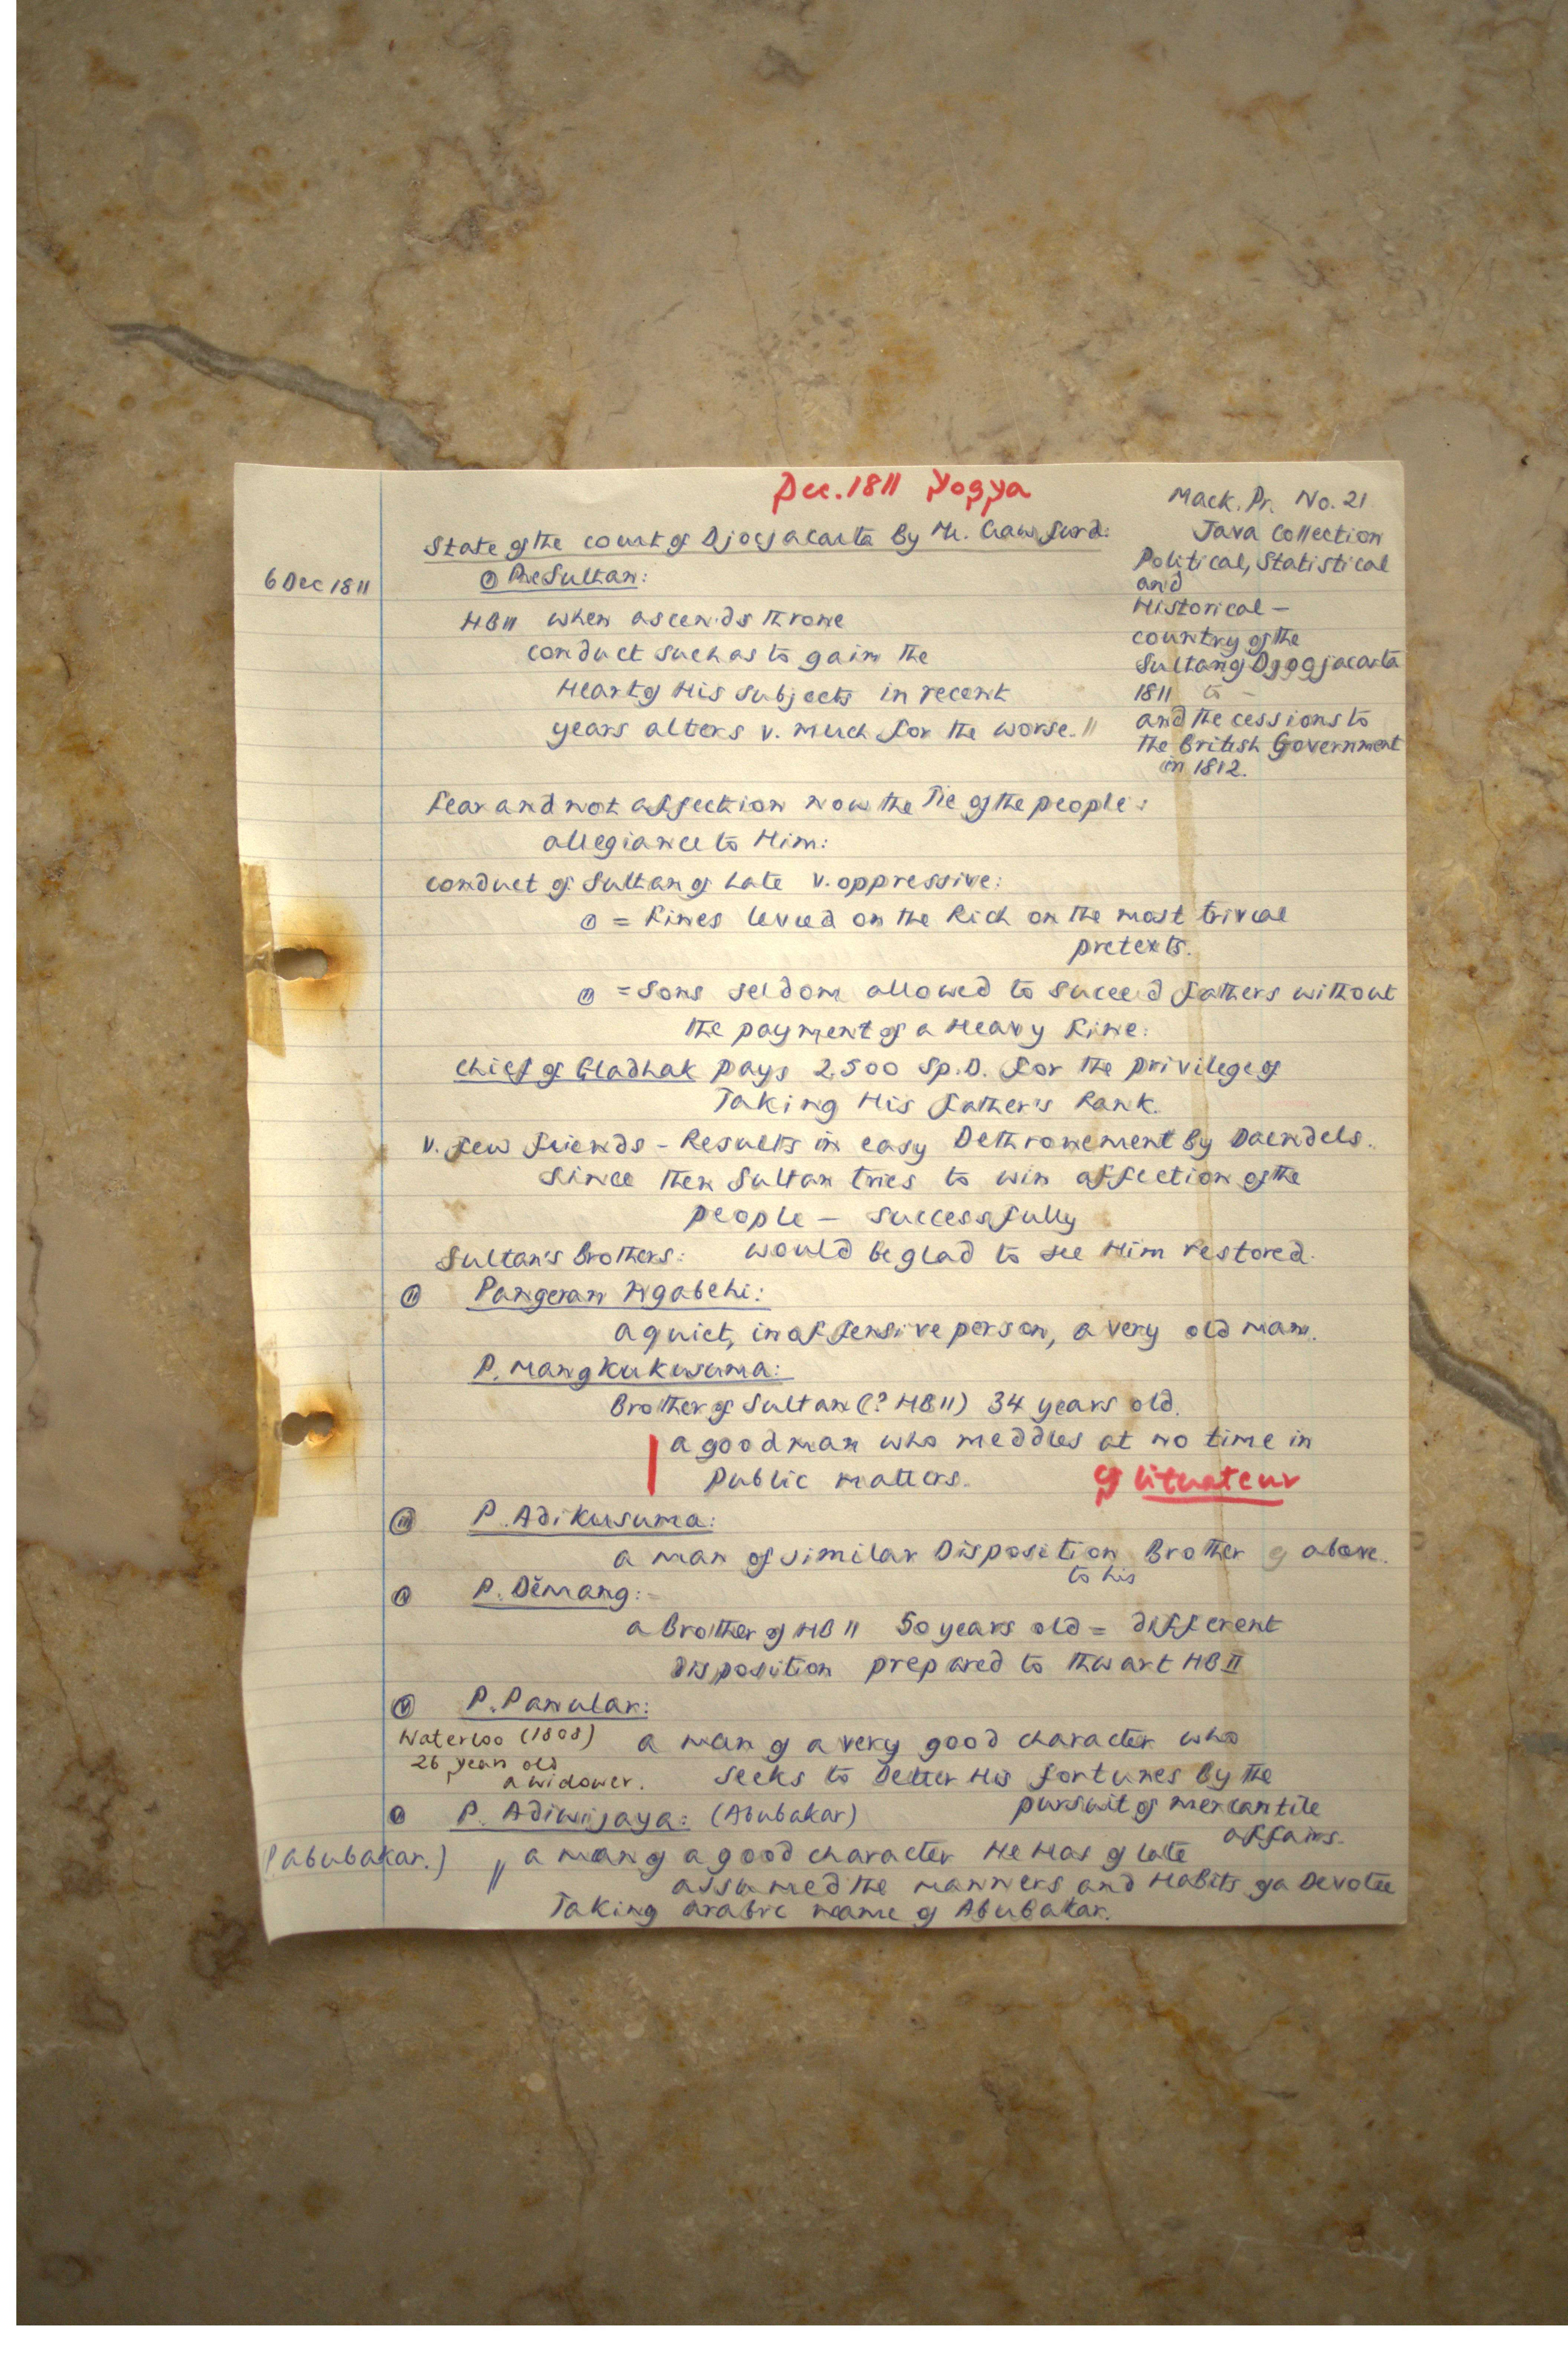 Dec. 1811 Yogya
Mack. Pr. No. 21
Java Collection
Political, Statistical
and
Historical –
country of the
Sultan of Djogjacarta
1811 to –
and the cessions to
the British Government
in 1812.
State of the court of Djocjacarta By Mr. Crawfurd:
6 Dec 1811
① The Sultan:
HB II when ascends throne
conduct such as to gain the
Heart of His subjects in recent
years alters v. much for the worse. 11
Fear and not affection now the Tie of the people's
allegiance to Him:
conduct of Sultan of Late v. oppressive:
① = Fines levied on the Rich on the most trivial
pretexts.
⑪ = Sons seldom allowed to suceed fathers without
the payment of a Heavy Fine:
Chief of Gladhak pays 2.500 Sp.D. for the privilege of
Taking His father's Rank.
v. few friends – Results in easy Dethronement By Daendels.
Since then Sultan tries to win affection of the
people – successfully
Sultan's Brothers: would be glad to see Him restored.
⑪ Pangeran Ngabehi:
a quiet, inoffensive person, a very old man.
P. Mangkukusuma:
Brother of Sultan (? HB II) 34 years old.
a good man who meddles at no time in
Public matters.
cf literateur
(iii) P. Adikusuma:
a man of similar Disposition Brother of above.
to his
(iv) P. Děmang:
a Brother of HB II 50 years old = different
disposition prepared to thwart HB II
(v) P. Panular:
Waterloo (1808)
26 year old
a widower.
a man of a very good character who
seeks to Better His fortunes By the
pursuit of mercantile
affairs.
P. Adiwijaya: (Abubakar)
(Abubakar.)
11 a man of a good character He Has of late
assumed the manners and Habits of a Devotee
Taking arabic name of Abubakar.